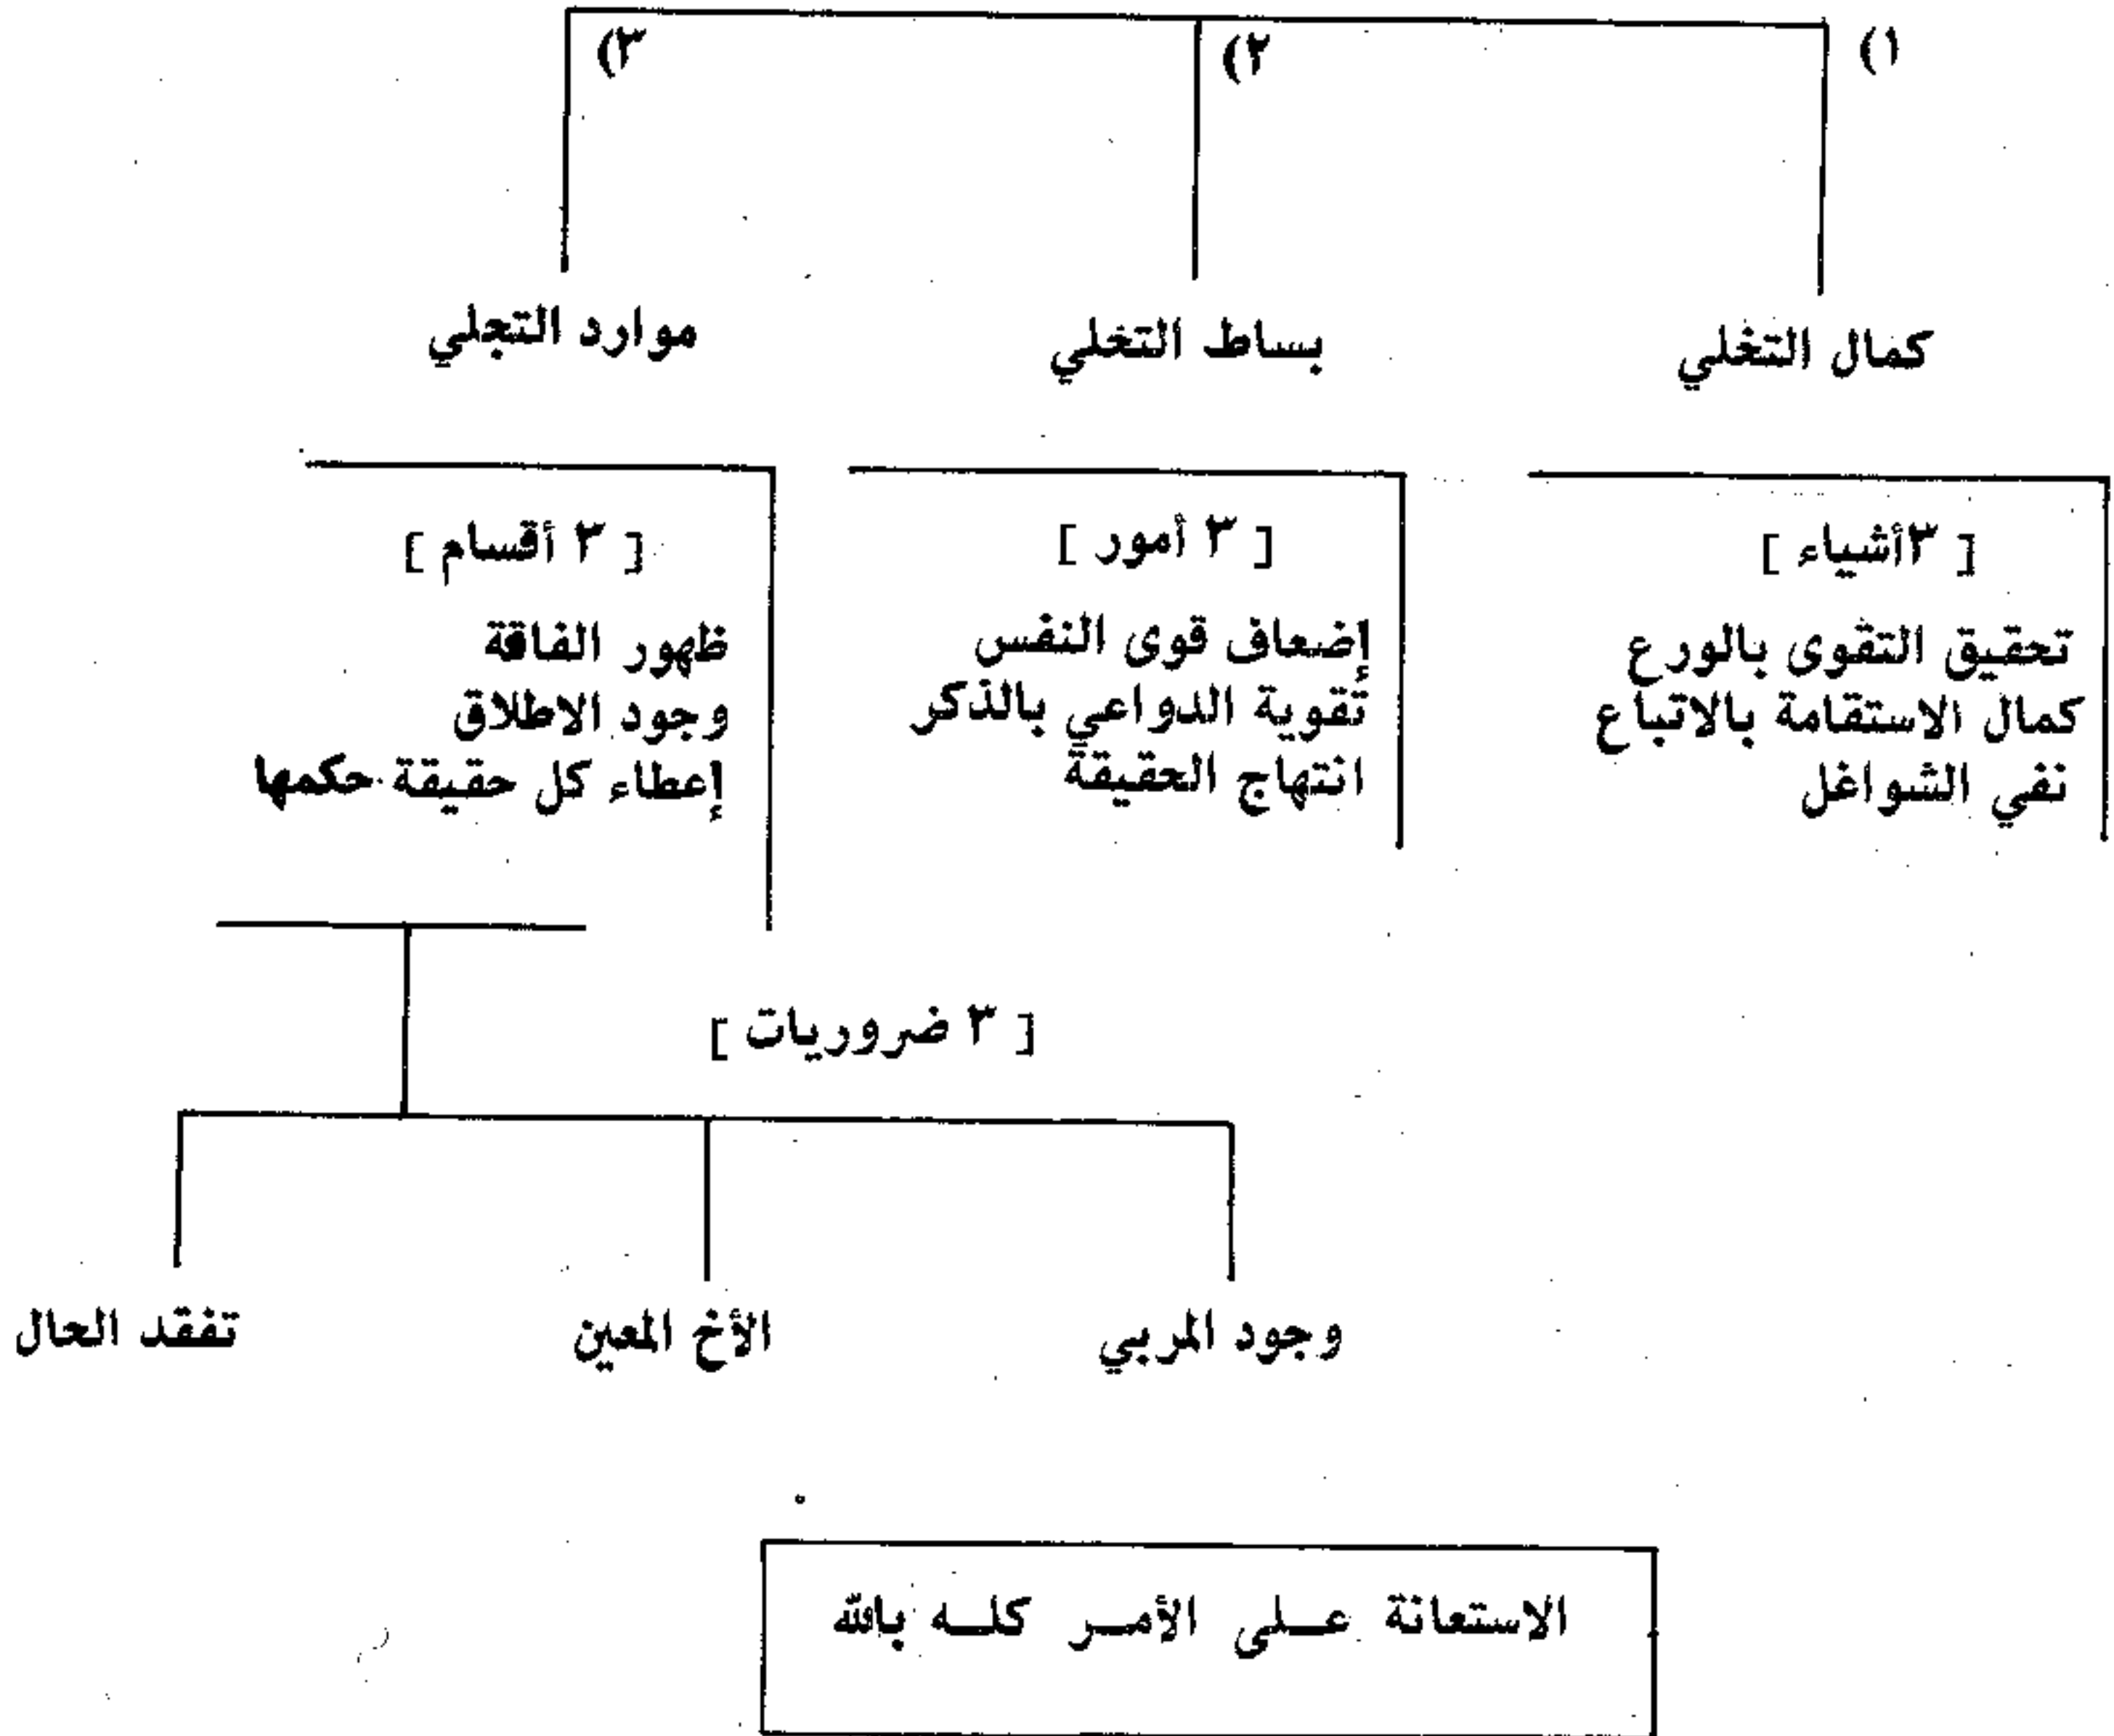 ١)
٢)
٣)
كمال التخلي
بساط التخلي
موارد التجلي
[ ٣ أشياء ]
تحقيق التقوى بالورع
كمال الاستقامة بالاتباع
نفي الشواغل
[ ٣ أمور ]
إضعاف قوى النفس
تقوية الدواعي بالذكر
انتهاج الحقيقة
[ ٣ أقسام ]
ظهور الفاقة
وجود الاطلاق
إعطاء كل حقيقة حكمها
[ ٣ ضروريات ]
وجود المربي
الأخ المعين
تفقد الحال
الاستعانة على الأمر كله بالله